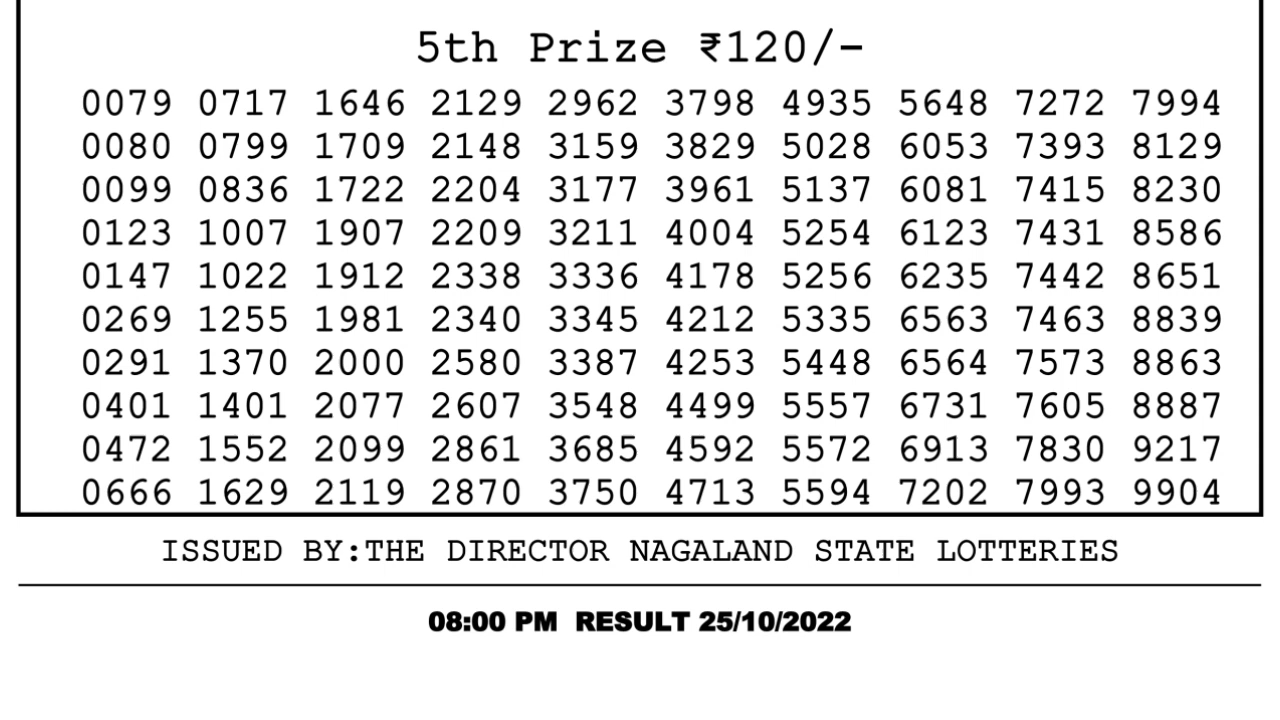 5th Prize ₹120/-
0079 0717 1646 2129 2962 3798 4935 5648 7272 7994
0080 0799 1709 2148 3159 3829 5028 6053 7393 8129
0099 0836 1722 2204 3177 3961 5137 6081 7415 8230
0123 1007 1907 2209 3211 4004 5254 6123 7431 8586
0147 1022 1912 2338 3336 4178 5256 6235 7442 8651
0269 1255 1981 2340 3345 4212 5335 6563 7463 8839
0291 1370 2000 2580 3387 4253 5448 6564 7573 8863
0401 1401 2077 2607 3548 4499 5557 6731 7605 8887
0472 1552 2099 2861 3685 4592 5572 6913 7830 9217
0666 1629 2119 2870 3750 4713 5594 7202 7993 9904
ISSUED BY:THE DIRECTOR NAGALAND STATE LOTTERIES
08:00 PM RESULT 25/10/2022